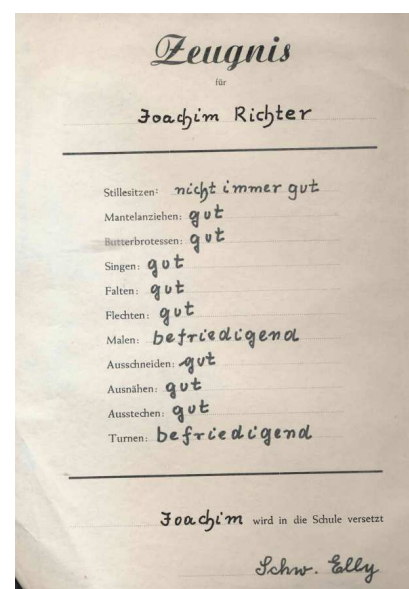 Zeugnis
für
Joachim Richter
Stillesitzen: nicht immer gut
Mantelanziehen: gut
Butterbrotessen: gut
Singen: gut
Falten: gut
Flechten: gut
Malen: befriedigend
Ausschneiden: gut
Ausnähen: gut
Ausstechen: gut
Turnen: befriedigend
Joachim wird in die Schule versetzt
Schw. Elly